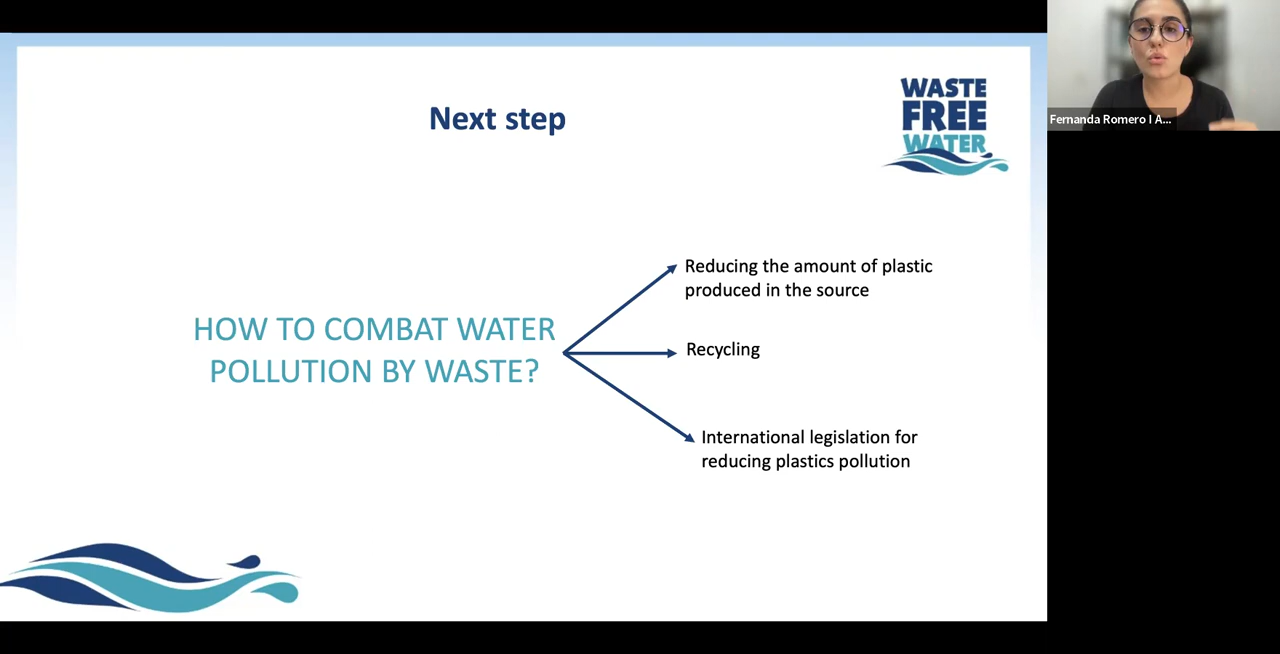 Next step
WASTE
FREE
WATER
Fernanda Romero I A...
HOW TO COMBAT WATER
POLLUTION BY WASTE?
Reducing the amount of plastic
produced in the source
Recycling
International legislation for
reducing plastics pollution